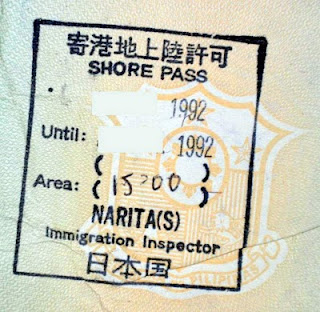 寄港地上陸許可
SHORE PASS
1992
Until: 1992
Area: (15:00)
NARITA(S)
Immigration Inspector
日本国
PILIPINAS